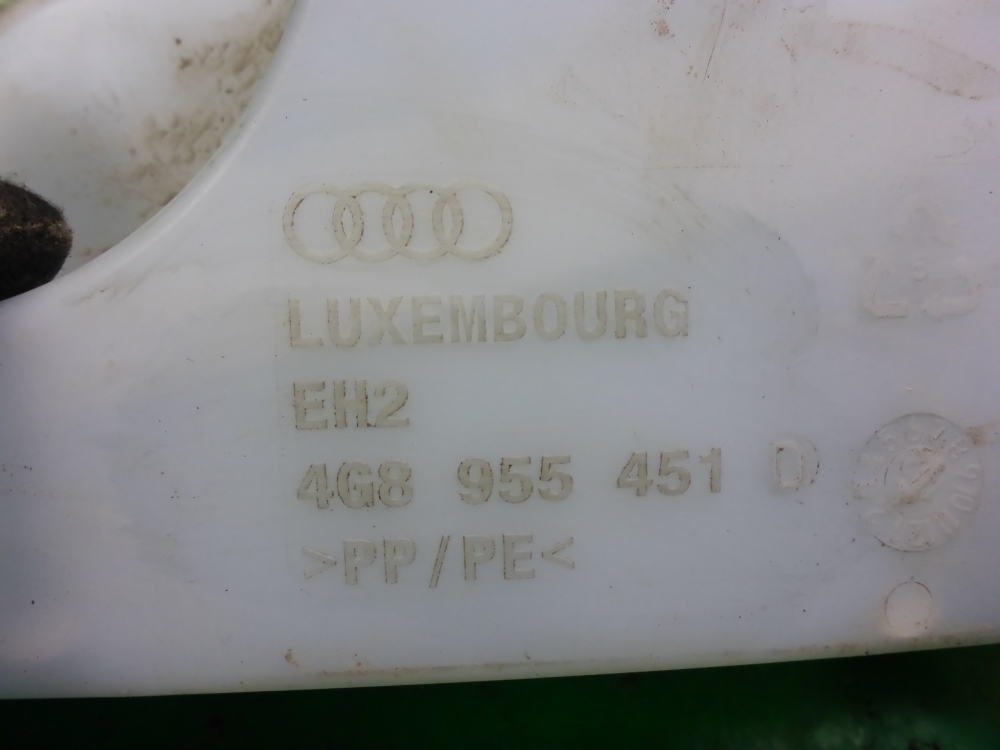 LUXEMBOURG
EH2
4G8 955 451 D
>PP/PE<